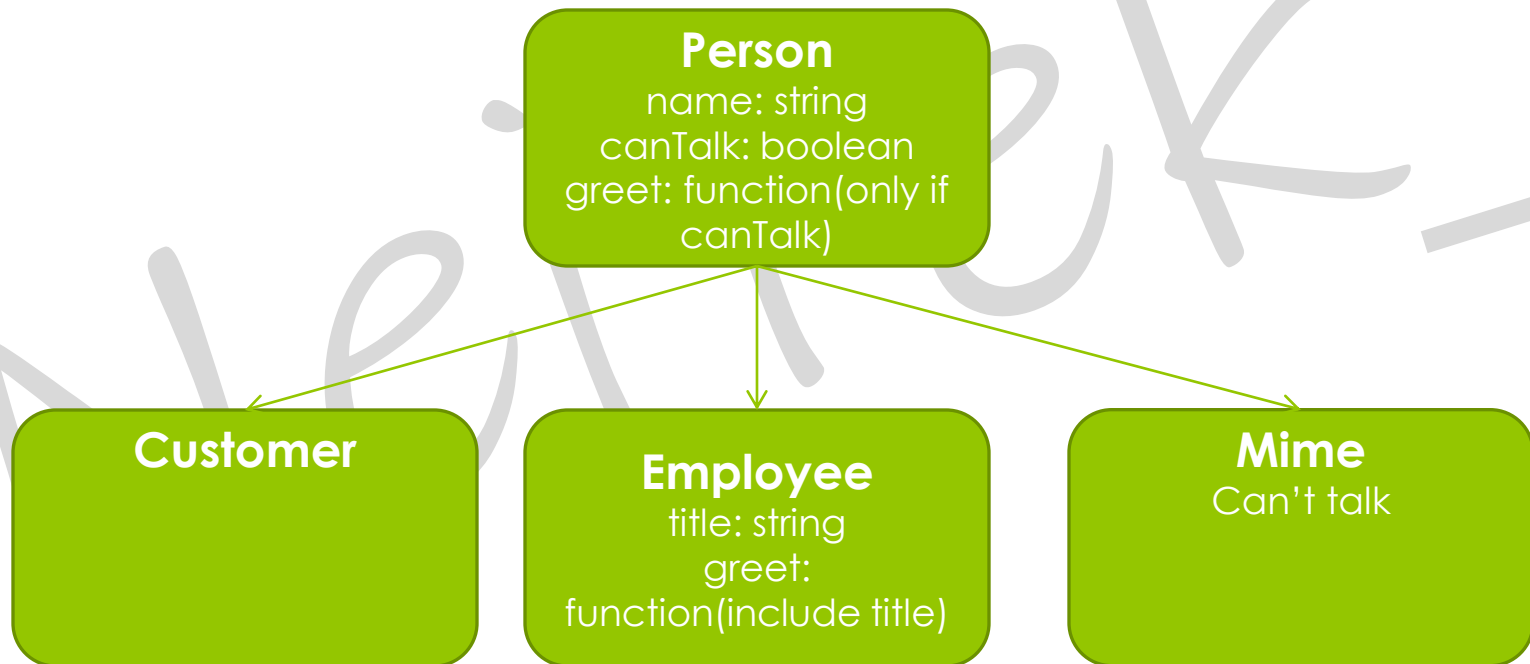 Person
name: string
canTalk: boolean
greet: function(only if
canTalk)
Customer
Employee
title: string
greet:
function(include title)
Mime
Can’t talk